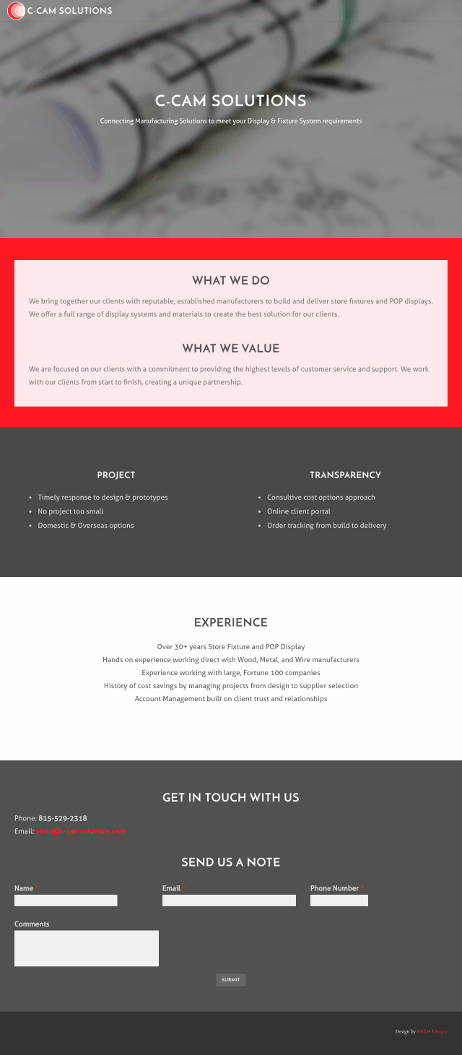 C-CAM SOLUTIONS
C-CAM SOLUTIONS
Connecting Manufacturing Solutions to meet your Display & Fixture System requirements
WHAT WE DO
We bring together our clients with reputable, established manufacturers to build and deliver store fixtures and POP displays.
We offer a full range of display systems and materials to create the best solution for our clients.
WHAT WE VALUE
We are focused on our clients with a commitment to providing the highest levels of customer service and support. We work
with our clients from start to finish, creating a unique partnership.
PROJECT
• Timely response to design & prototypes
• No project too small
• Domestic & Overseas options
TRANSPARENCY
• Consultive cost options approach
• Online client portal
• Order tracking from build to delivery
EXPERIENCE
Over 30+ years Store Fixture and POP Display
Hands on experience working direct with Wood, Metal, and Wire manufacturers
Experience working with large, Fortune 100 companies
History of cost savings by managing projects from design to supplier selection
Account Management built on client trust and relationships
GET IN TOUCH WITH US
Phone: 815-529-2318
Email:
SEND US A NOTE
Name * Email * Phone Number *
Comments
SUBMIT
Design by